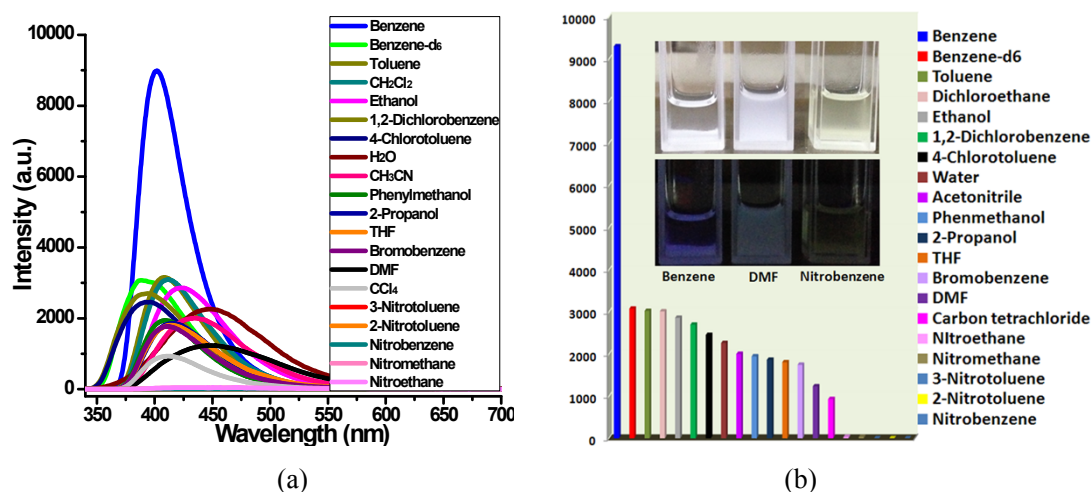 10000
8000
6000
4000
2000
0
Intensity (a.u.)
350 400 450 500 550 600 650 700
Wavelength (nm)
Benzene
Benzene-d₆
Toluene
CH₂Cl₂
Ethanol
1,2-Dichlorobenzene
4-Chlorotoluene
H₂O
CH₃CN
Phenylmethanol
2-Propanol
THF
Bromobenzene
DMF
CCl₄
3-Nitrotoluene
2-Nitrotoluene
Nitrobenzene
Nitromethane
Nitroethane
(a)
b
10000
9000
8000
7000
6000
5000
4000
3000
2000
1000
0
Benzene DMF Nitrobenzene
Benzene
Benzene-d6
Toluene
Dichloroethane
Ethanol
1,2-Dichlorobenzene
4-Chlorotoluene
Water
Acetonitrile
Phenmethanol
2-Propanol
THF
Bromobenzene
DMF
Carbon tetrachloride
Nitroethane
Nitromethane
3-Nitrotoluene
2-Nitrotoluene
Nitrobenzene
(b)